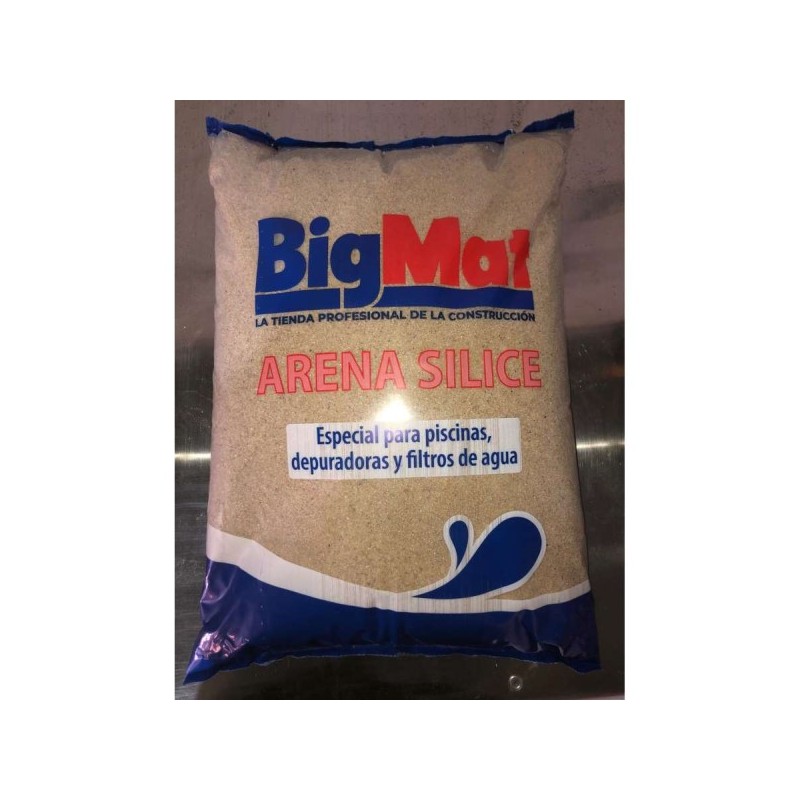 BigMat
LA TIENDA PROFESIONAL DE LA CONSTRUCCIÓN
ARENA SILICE
Especial para piscinas,
depuradoras y filtros de agua